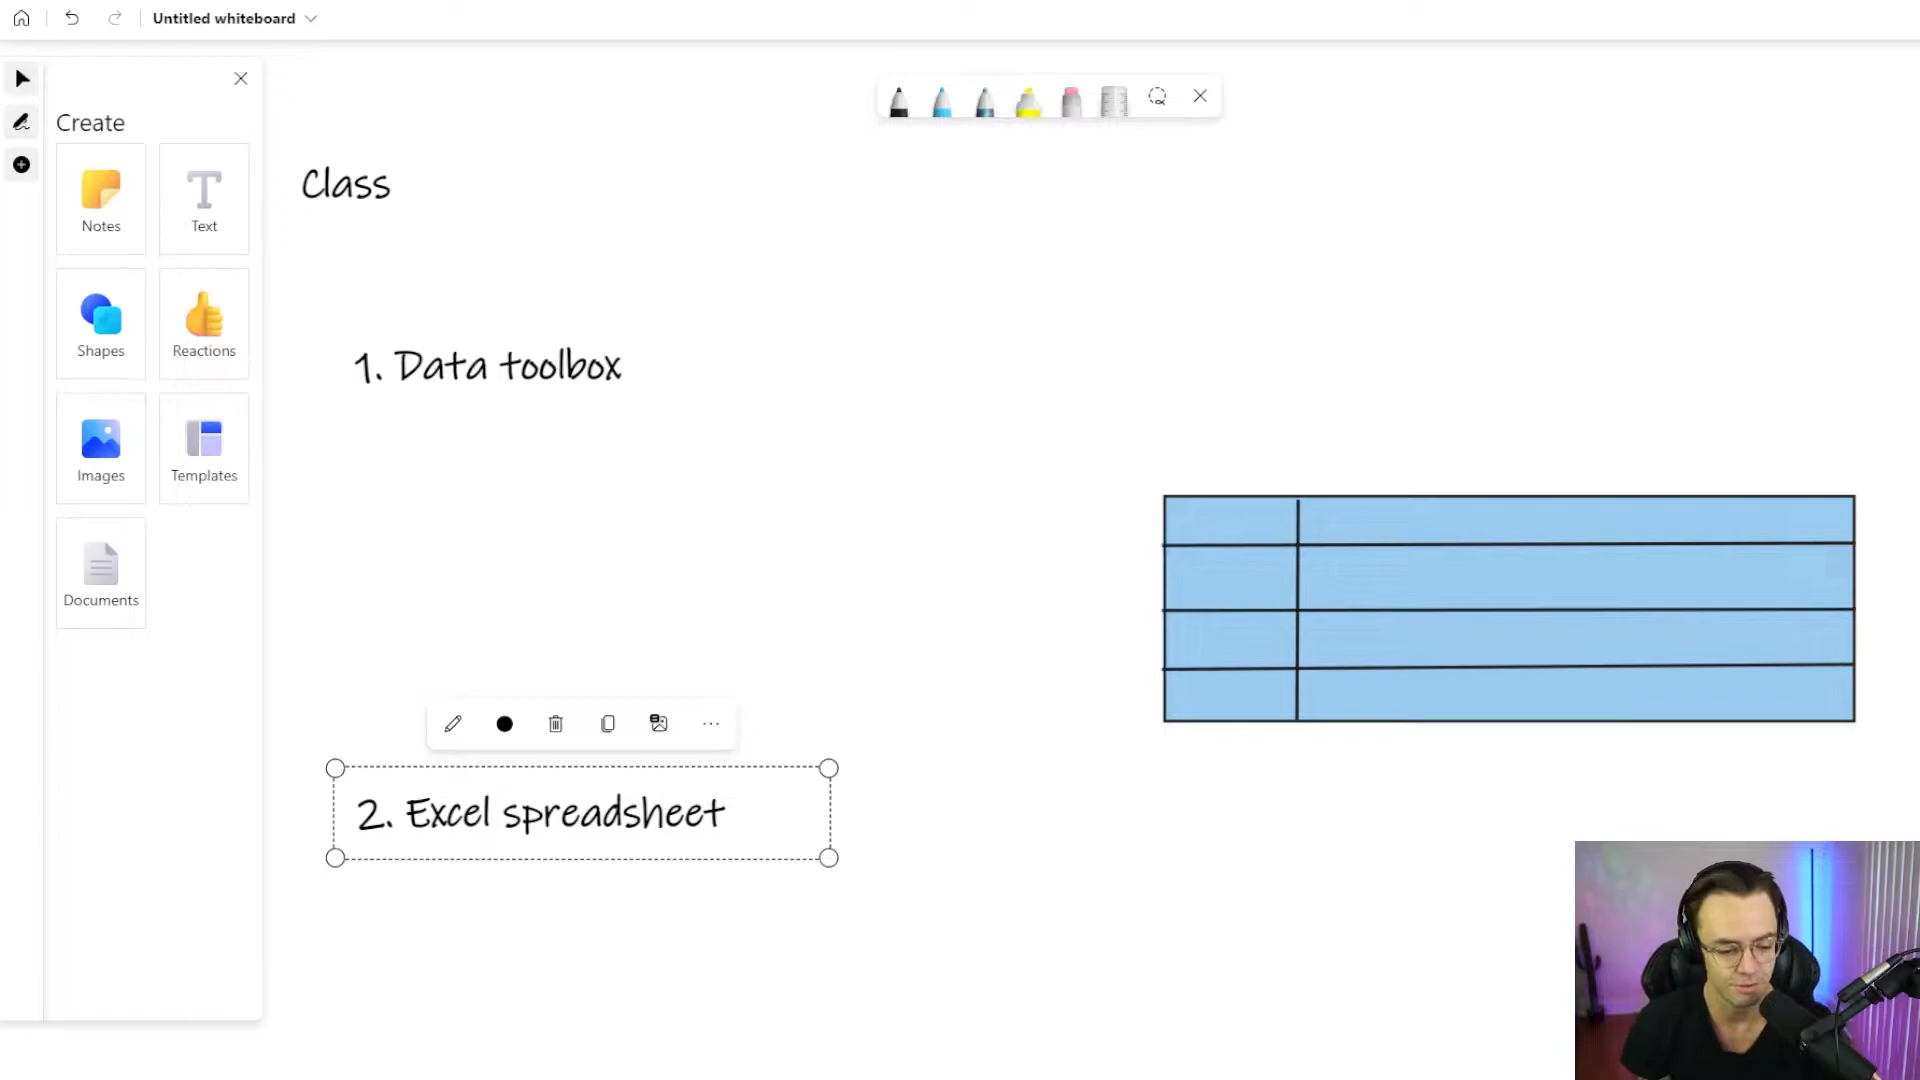 Untitled whiteboard
Create
Notes
Text
Shapes
Reactions
Images
Templates
Documents
Class
1. Data toolbox
2. Excel spreadsheet